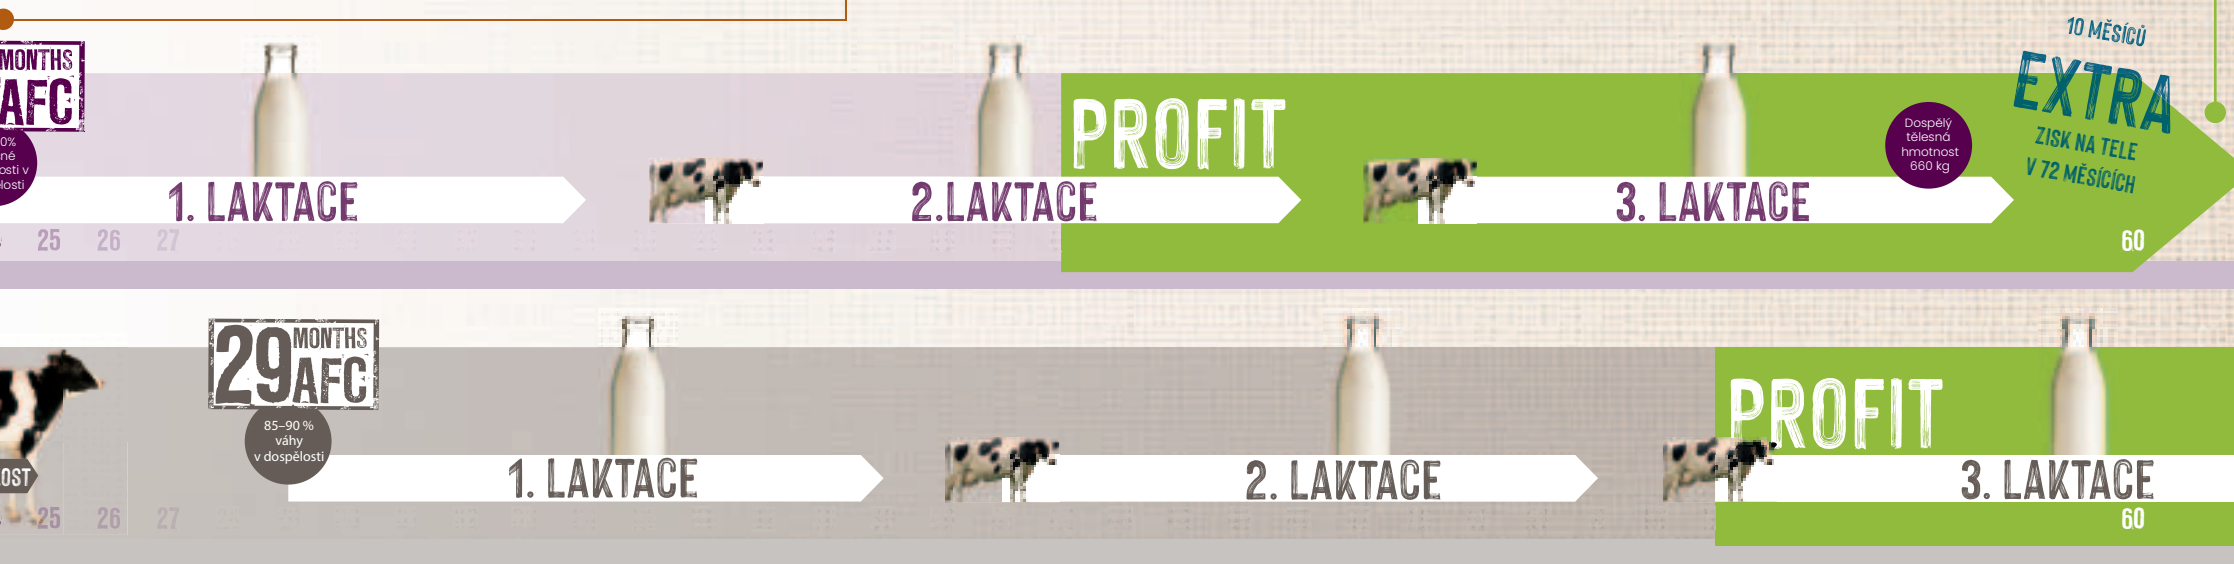 10 MĚSÍCŮ
EXTRA
ZISK NA TELE
V 72 MĚSÍCÍCH
MONTHS
AFC
0%
né
osti v
losti
PROFIT
Dospělý
tělesná
hmotnost
660 kg
1. LAKTACE
2.LAKTACE
3. LAKTACE
25 26 27
60
29 MONTHS
AFC
85–90 %
váhy
v dospělosti
PROFIT
OST
1. LAKTACE
2. LAKTACE
3. LAKTACE
25 26 27
60